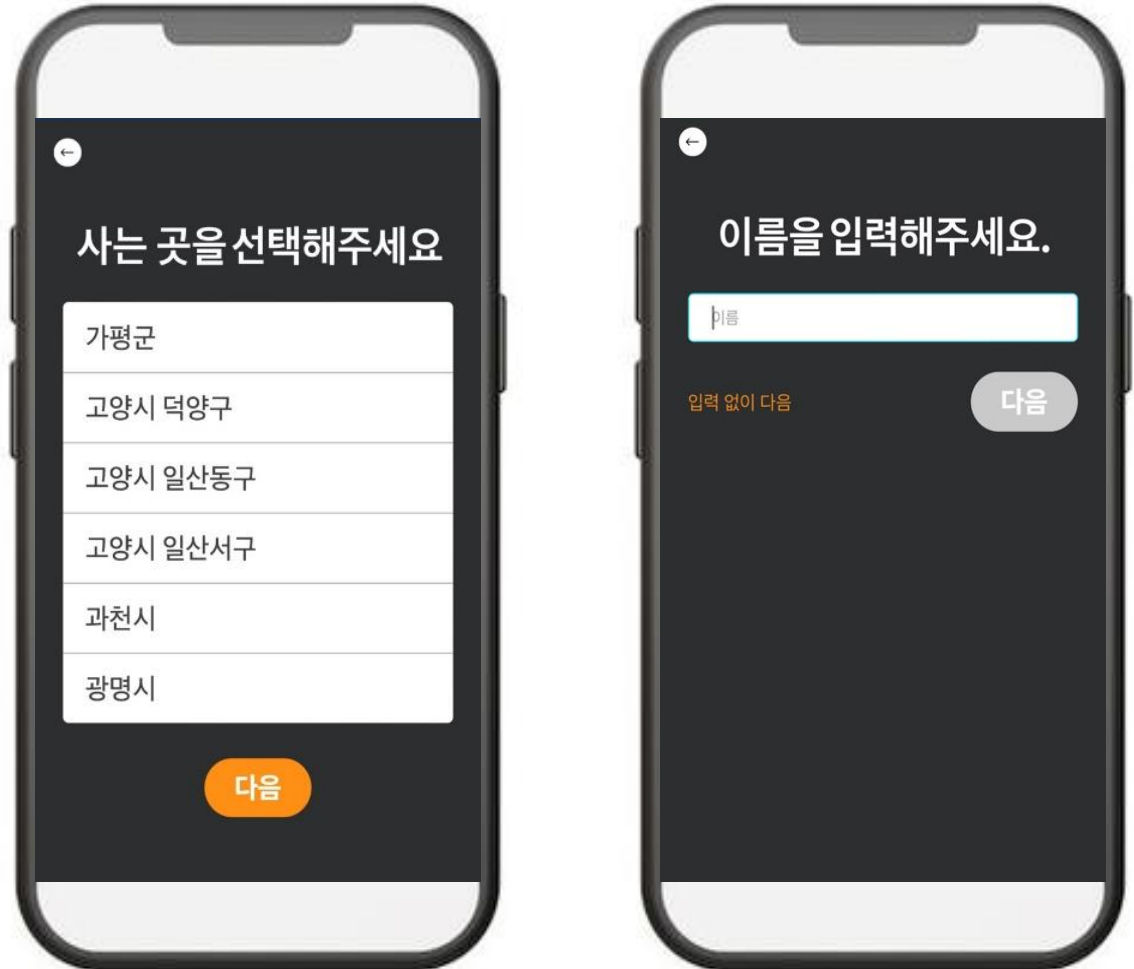 ←
사는 곳을 선택해주세요
가평군
고양시 덕양구
고양시 일산동구
고양시 일산서구
과천시
광명시
다음
←
이름을 입력해주세요.
이름
입력 없이 다음
다음